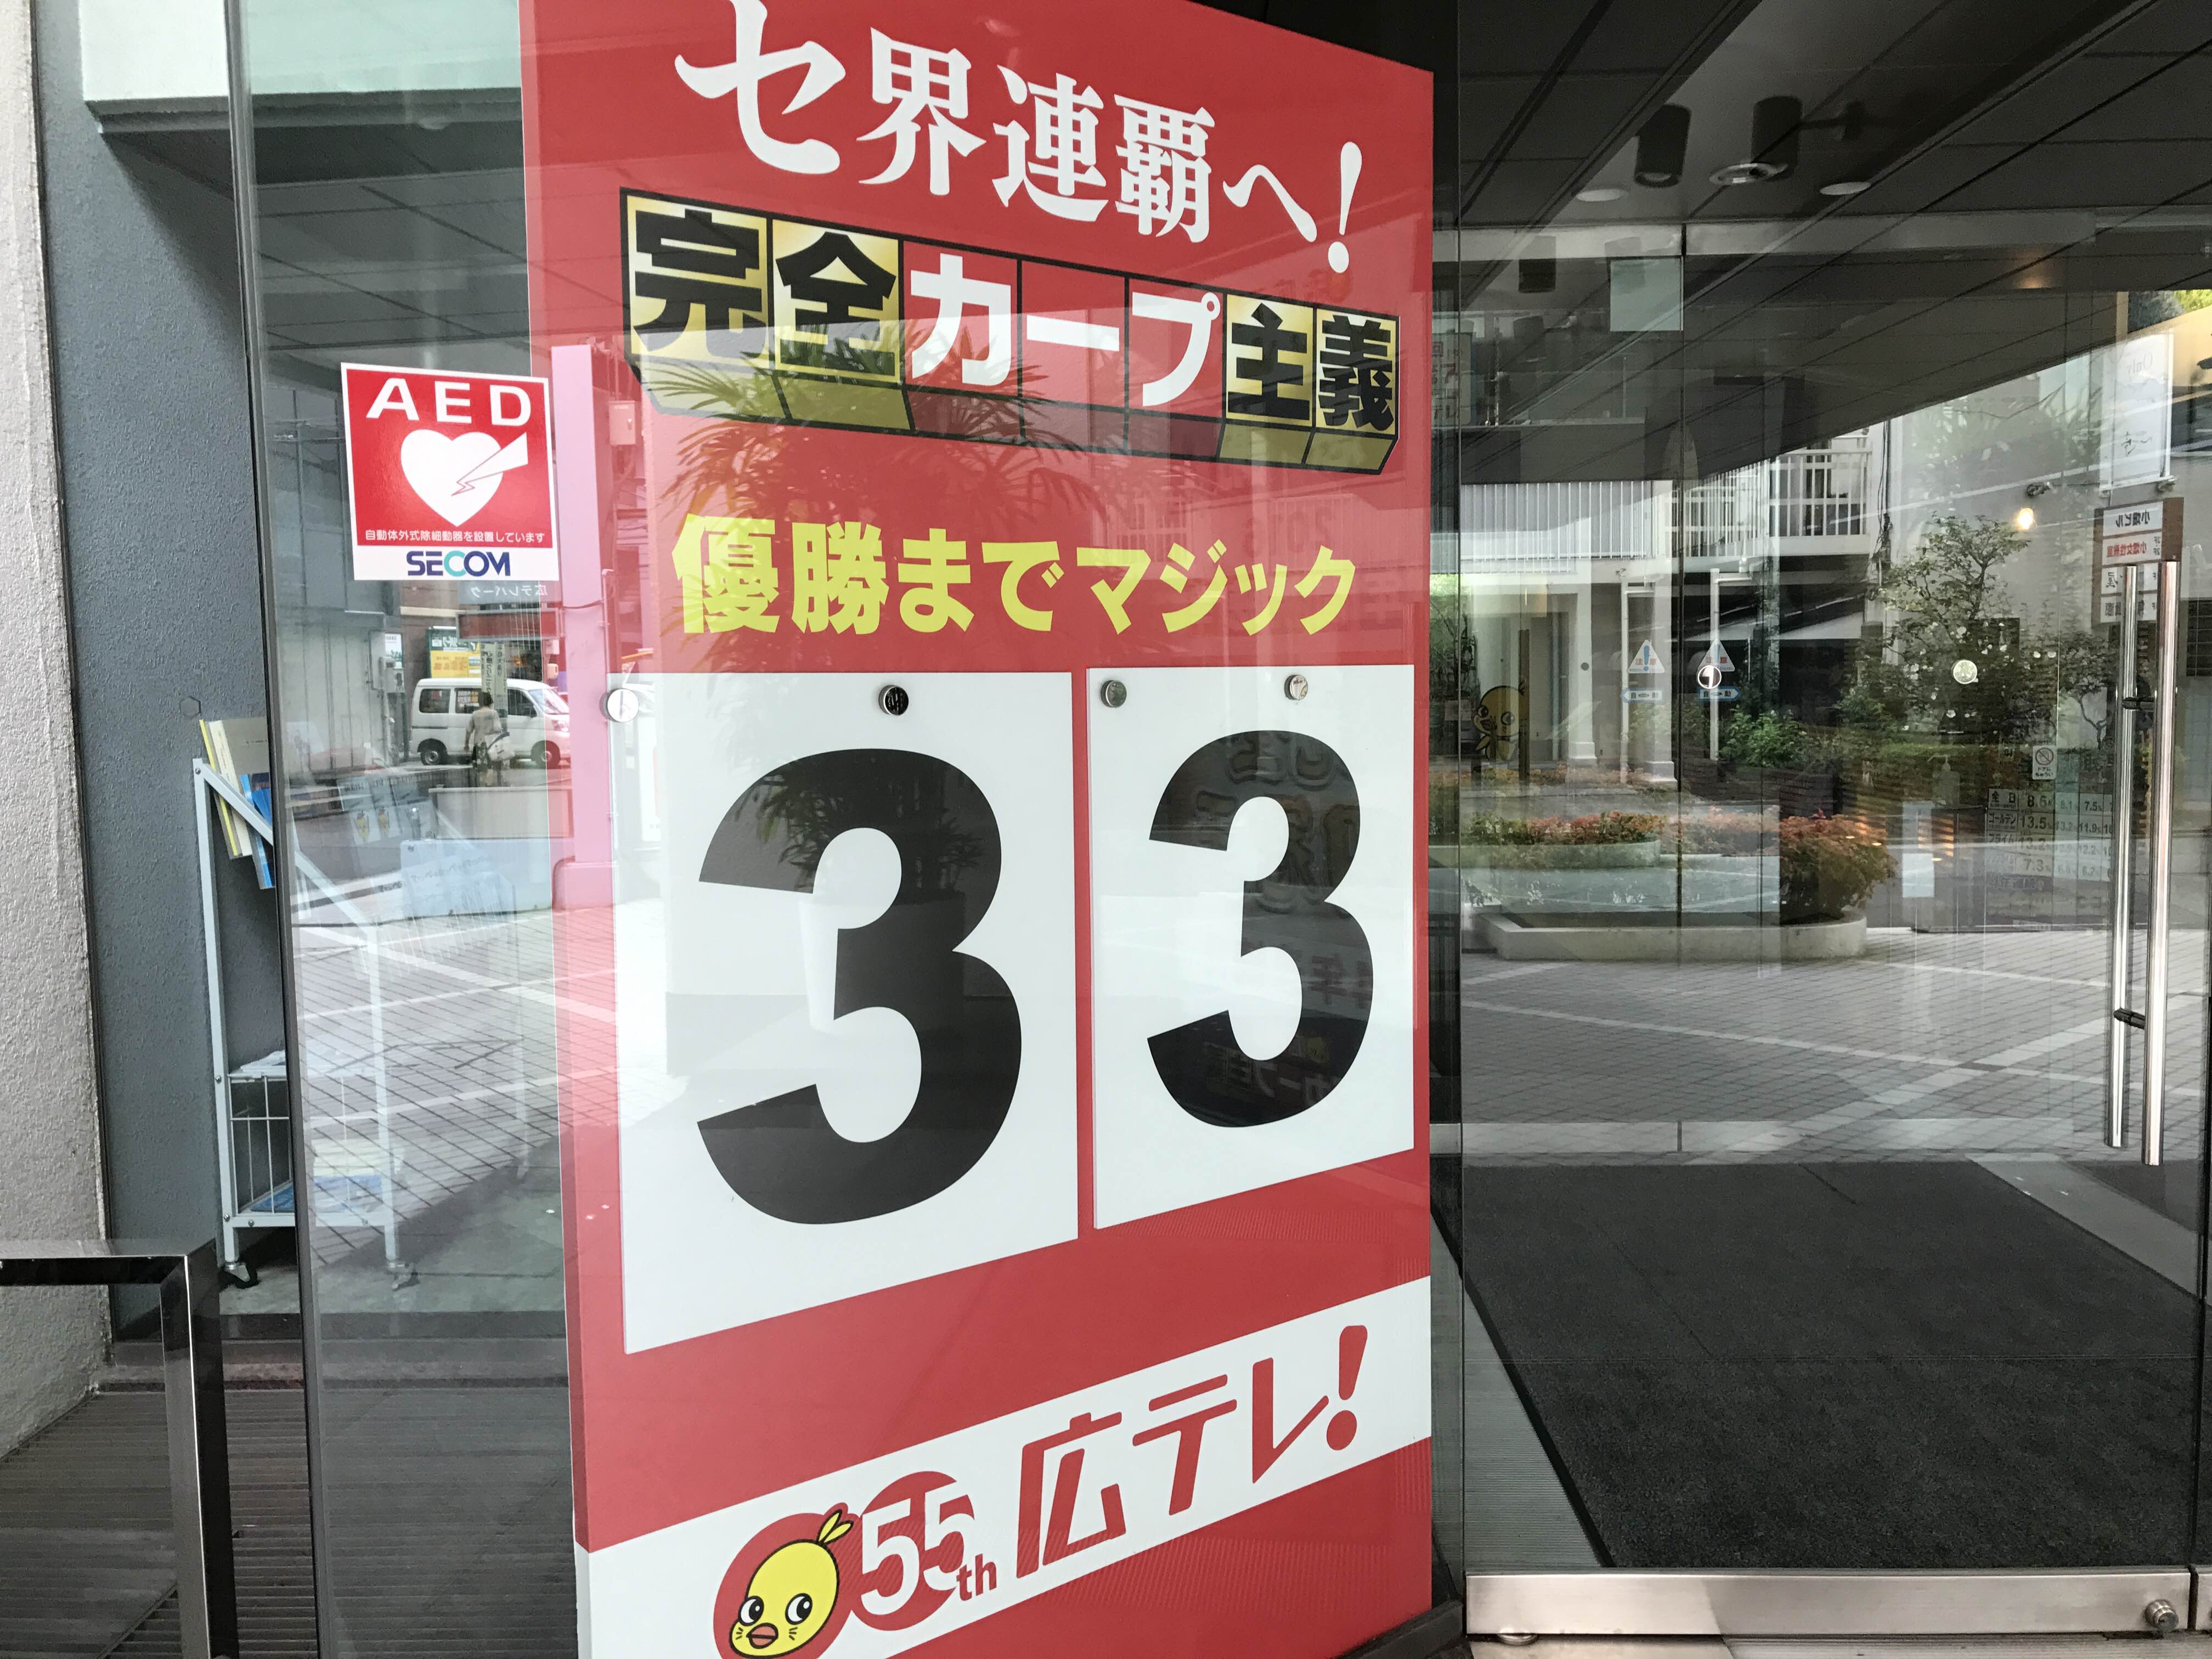 セ界連覇へ!
完全カープ主義
AED
自動体外式除細動器を設置しています
SECOM
優勝までマジック
33
55th 広テレ!